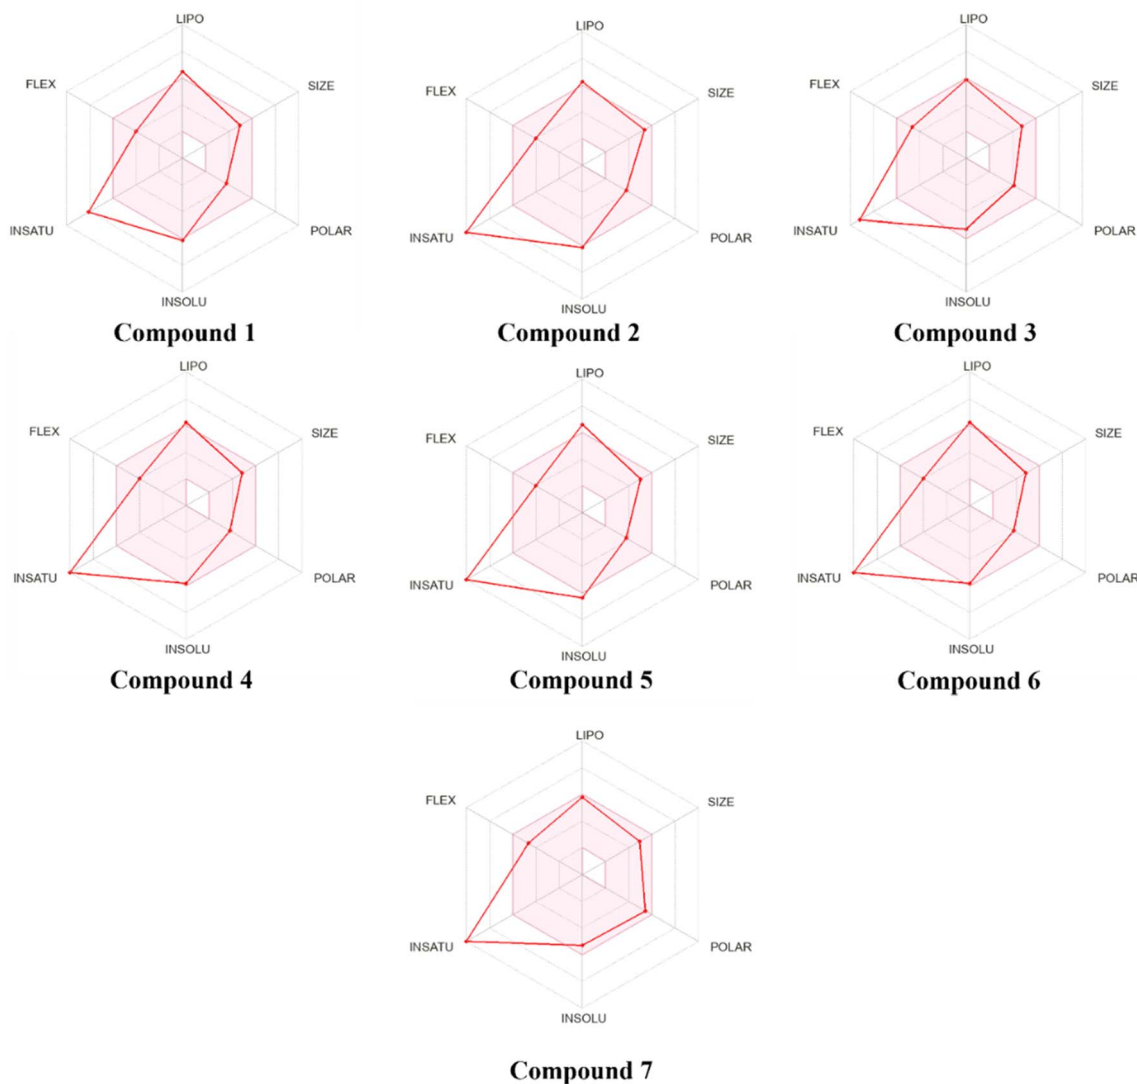 LIPO
FLEX
SIZE
INSATU
POLAR
INSOLU
Compound 1
LIPO
FLEX
SIZE
INSATU
POLAR
INSOLU
Compound 2
LIPO
FLEX
SIZE
INSATU
POLAR
INSOLU
Compound 3
LIPO
FLEX
SIZE
INSATU
POLAR
INSOLU
Compound 4
LIPO
FLEX
SIZE
INSATU
POLAR
INSOLU
Compound 5
LIPO
FLEX
SIZE
INSATU
POLAR
INSOLU
Compound 6
LIPO
FLEX
SIZE
INSATU
POLAR
INSOLU
Compound 7